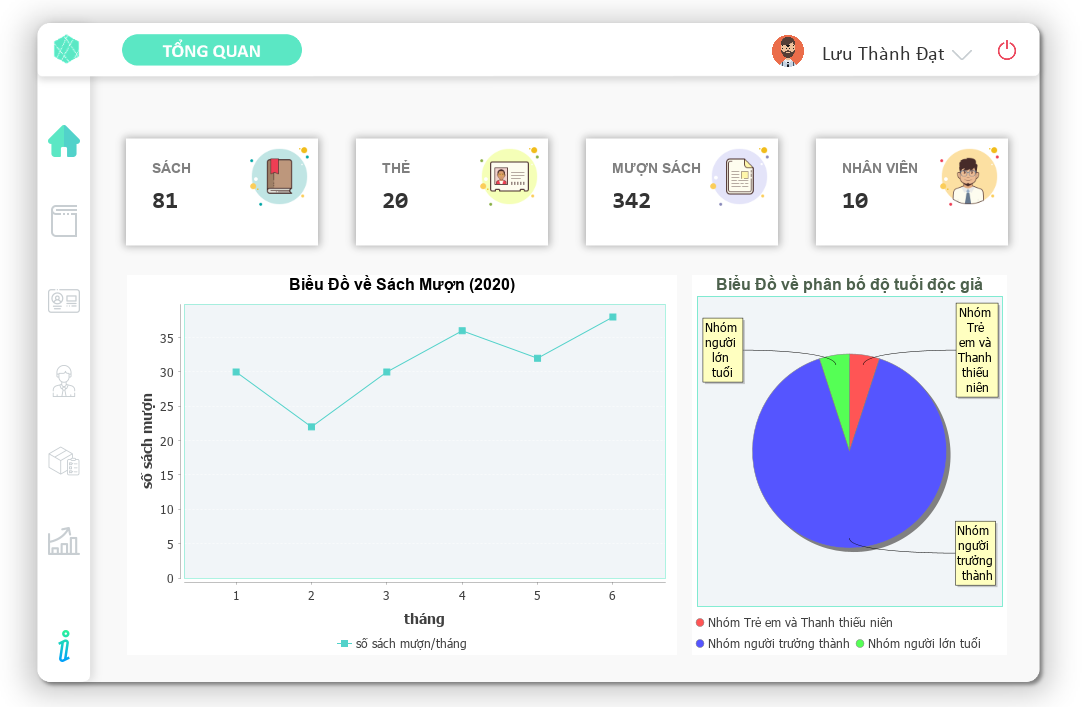 TỔNG QUAN
Lưu Thành Đạt
SÁCH
81
THẺ
20
MƯỢN SÁCH
342
NHÂN VIÊN
10
Biểu Đồ về Sách Mượn (2020)
số sách mượn
35
30
25
20
15
10
5
0
1 2 3 4 5 6
tháng
số sách mượn/tháng
Biểu Đồ về phân bố độ tuổi độc giả
Nhóm
người
lớn
tuổi
Nhóm
Trẻ
em và
Thanh
thiếu
niên
Nhóm
người
trưởng
thành
Nhóm Trẻ em và Thanh thiếu niên
Nhóm người trưởng thành Nhóm người lớn tuổi